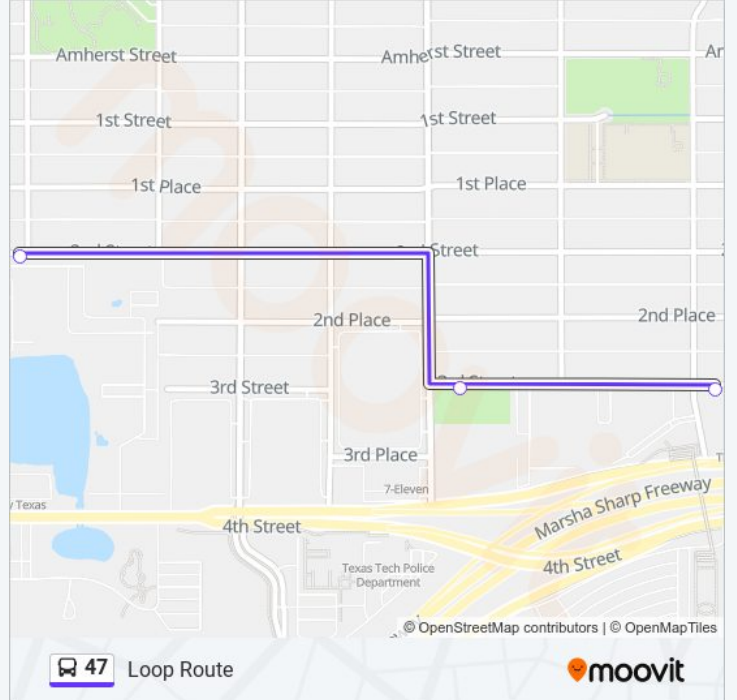 Amherst Street
Amherst Street
Ar
1st Street
1st Street
1st Place
1st Place
Street
2nd Place
2nd Place
3rd Street
3rd Place
7-Eleven
Texas
4th Street
Marsha Sharp Freeway
4th Street
Texas Tech Police
Department
© OpenStreetMap contributors | © OpenMapTiles
47 Loop Route
moovit